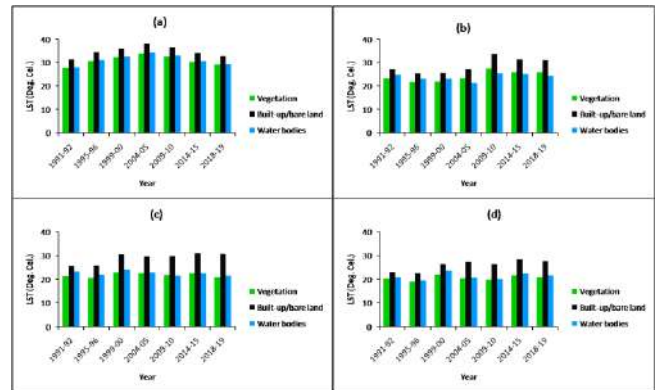 (a)
LST (Deg. Cel.)
40
30
20
10
0
1991-92
1995-96
1999-00
2004-05
2009-10
2014-15
2018-19
Year
Vegetation
Built-up/bare land
Water bodies
(b)
LST (Deg. Cel.)
40
30
20
10
0
1991-92
1995-96
1999-00
2004-05
2009-10
2014-15
2018-19
Year
Vegetation
Built-up/bare land
Water bodies
(c)
LST (Deg. Cel.)
40
30
20
10
0
1991-92
1995-96
1999-00
2004-05
2009-10
2014-15
2018-19
Year
Vegetation
Built-up/bare land
Water bodies
(d)
LST (Deg. Cel.)
40
30
20
10
0
1991-92
1995-96
1999-00
2004-05
2009-10
2014-15
2018-19
Year
Vegetation
Built-up/bare land
Water bodies